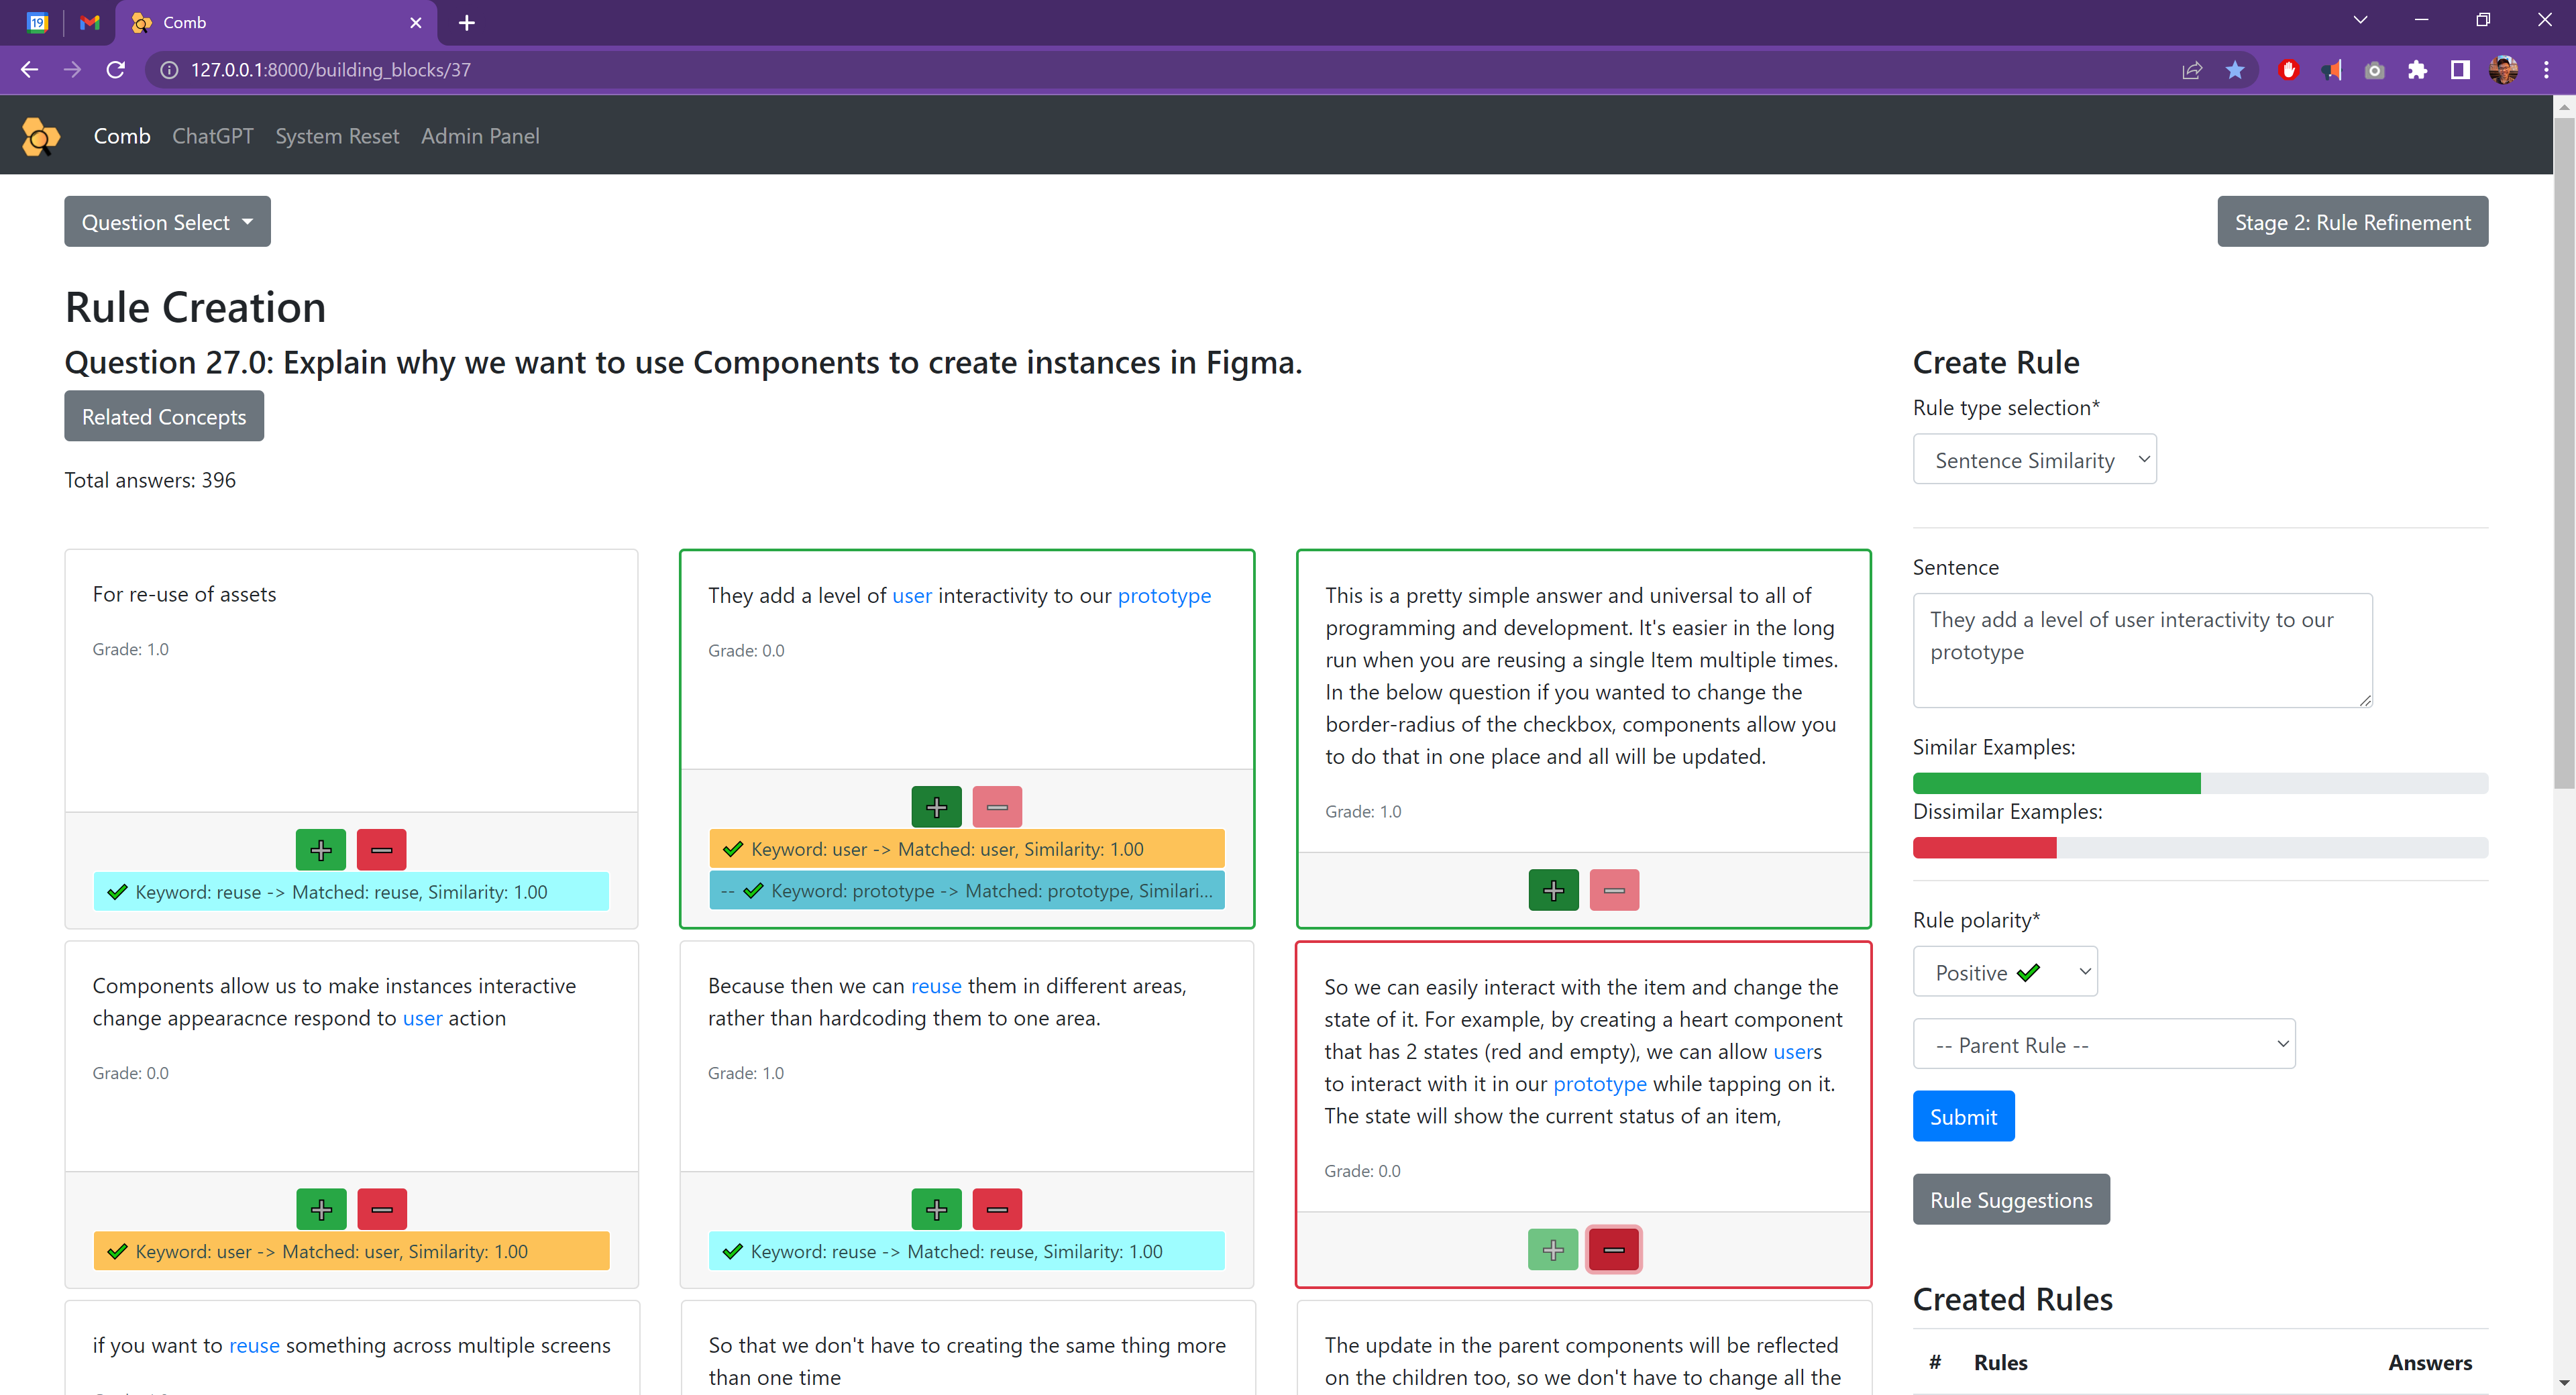 19
Comb
127.0.0.1:8000/building_blocks/37
Comb ChatGPT System Reset Admin Panel
Question Select
Stage 2: Rule Refinement
Rule Creation
Question 27.0: Explain why we want to use Components to create instances in Figma.
Related Concepts
Total answers: 396
For re-use of assets
Grade: 1.0
Keyword: reuse -> Matched: reuse, Similarity: 1.00
They add a level of user interactivity to our prototype
Grade: 0.0
Keyword: user -> Matched: user, Similarity: 1.00
-- Keyword: prototype -> Matched: prototype, Similari...
This is a pretty simple answer and universal to all of
programming and development. It's easier in the long
run when you are reusing a single Item multiple times.
In the below question if you wanted to change the
border-radius of the checkbox, components allow you
to do that in one place and all will be updated.
Grade: 1.0
Components allow us to make instances interactive
change appearacnce respond to user action
Grade: 0.0
Keyword: user -> Matched: user, Similarity: 1.00
Because then we can reuse them in different areas,
rather than hardcoding them to one area.
Grade: 1.0
Keyword: reuse -> Matched: reuse, Similarity: 1.00
So we can easily interact with the item and change the
state of it. For example, by creating a heart component
that has 2 states (red and empty), we can allow users
to interact with it in our prototype while tapping on it.
The state will show the current status of an item,
Grade: 0.0
if you want to reuse something across multiple screens
So that we don't have to creating the same thing more
than one time
The update in the parent components will be reflected
on the children too, so we don't have to change all the
Create Rule
Rule type selection*
Sentence Similarity
Sentence
They add a level of user interactivity to our
prototype
Similar Examples:
Dissimilar Examples:
Rule polarity*
Positive
-- Parent Rule --
Submit
Rule Suggestions
Created Rules
# Rules Answers